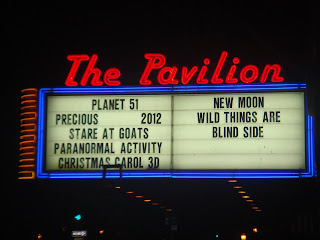 The Pavilion
PLANET 51
PRECIOUS 2012
STARE AT GOATS
PARANORMAL ACTIVITY
CHRISTMAS CAROL 3D
NEW MOON
WILD THINGS ARE
BLIND SIDE